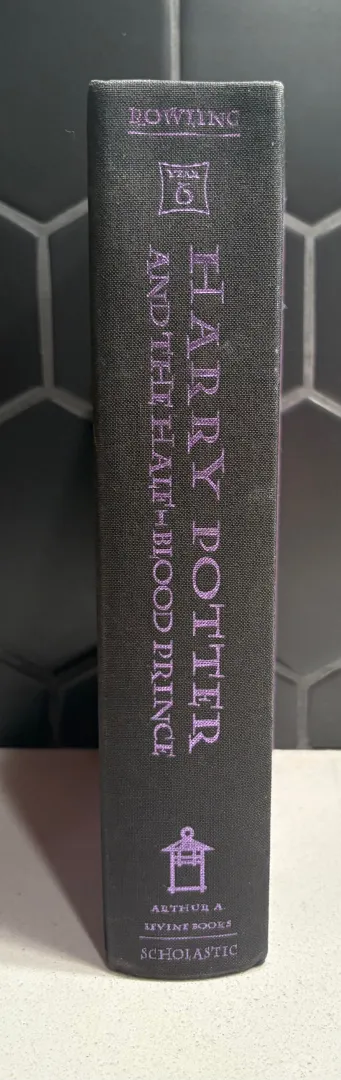 ROWLING
YEAR
6
HARRY POTTER
AND THE HALF-BLOOD PRINCE
ARTHUR A.
LEVINE BOOKS
SCHOLASTIC